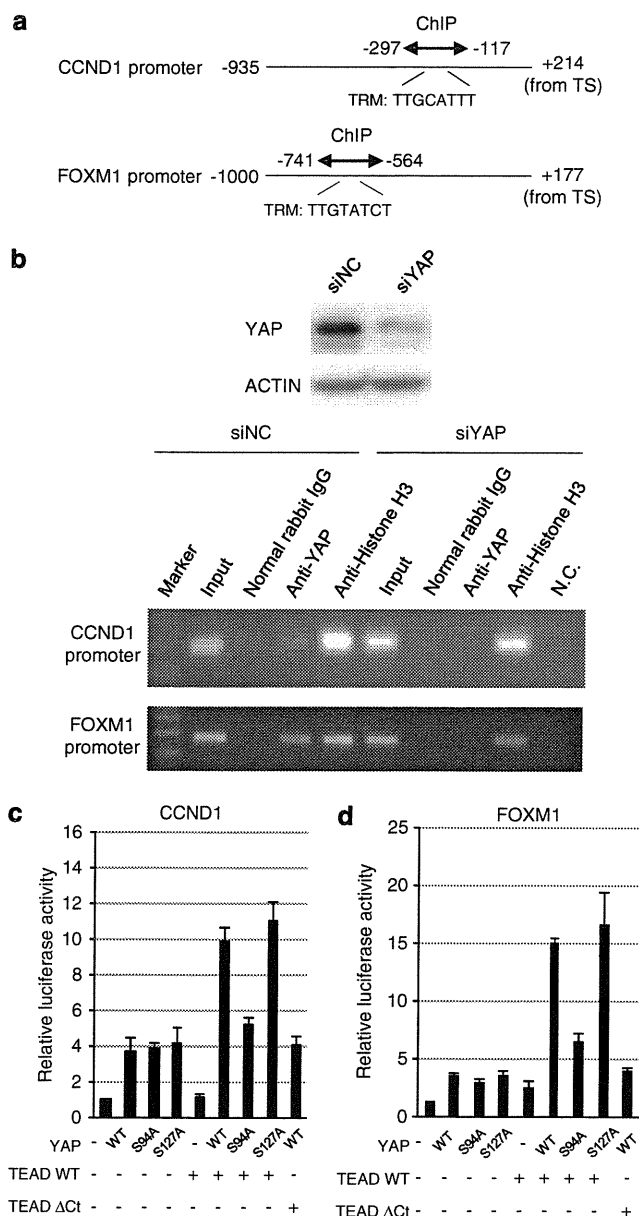 a
ChIP
-297 -117
CCND1 promoter -935 +214
(from TS)
TRM: TTGCATTT
ChIP
-741 -564
FOXM1 promoter -1000 +177
(from TS)
TRM: TTGTATCT
b
siNC siYAP
YAP
ACTIN
siNC siYAP
Marker Input Normal rabbit IgG Anti-YAP Anti-Histone H3 Input Normal rabbit IgG Anti-YAP Anti-Histone H3 N.C.
CCND1
promoter
FOXM1
promoter
c
CCND1
Relative luciferase activity
16
14
12
10
8
6
4
2
0
YAP - WT S94A S127A - WT S94A S127A WT
TEAD WT - - - - + + + + -
TEAD ΔCt - - - - - - - - +
d
FOXM1
Relative luciferase activity
25
20
15
10
5
0
YAP - WT S94A S127A - WT S94A S127A WT
TEAD WT - - - - + + + + -
TEAD ΔCt - - - - - - - - +